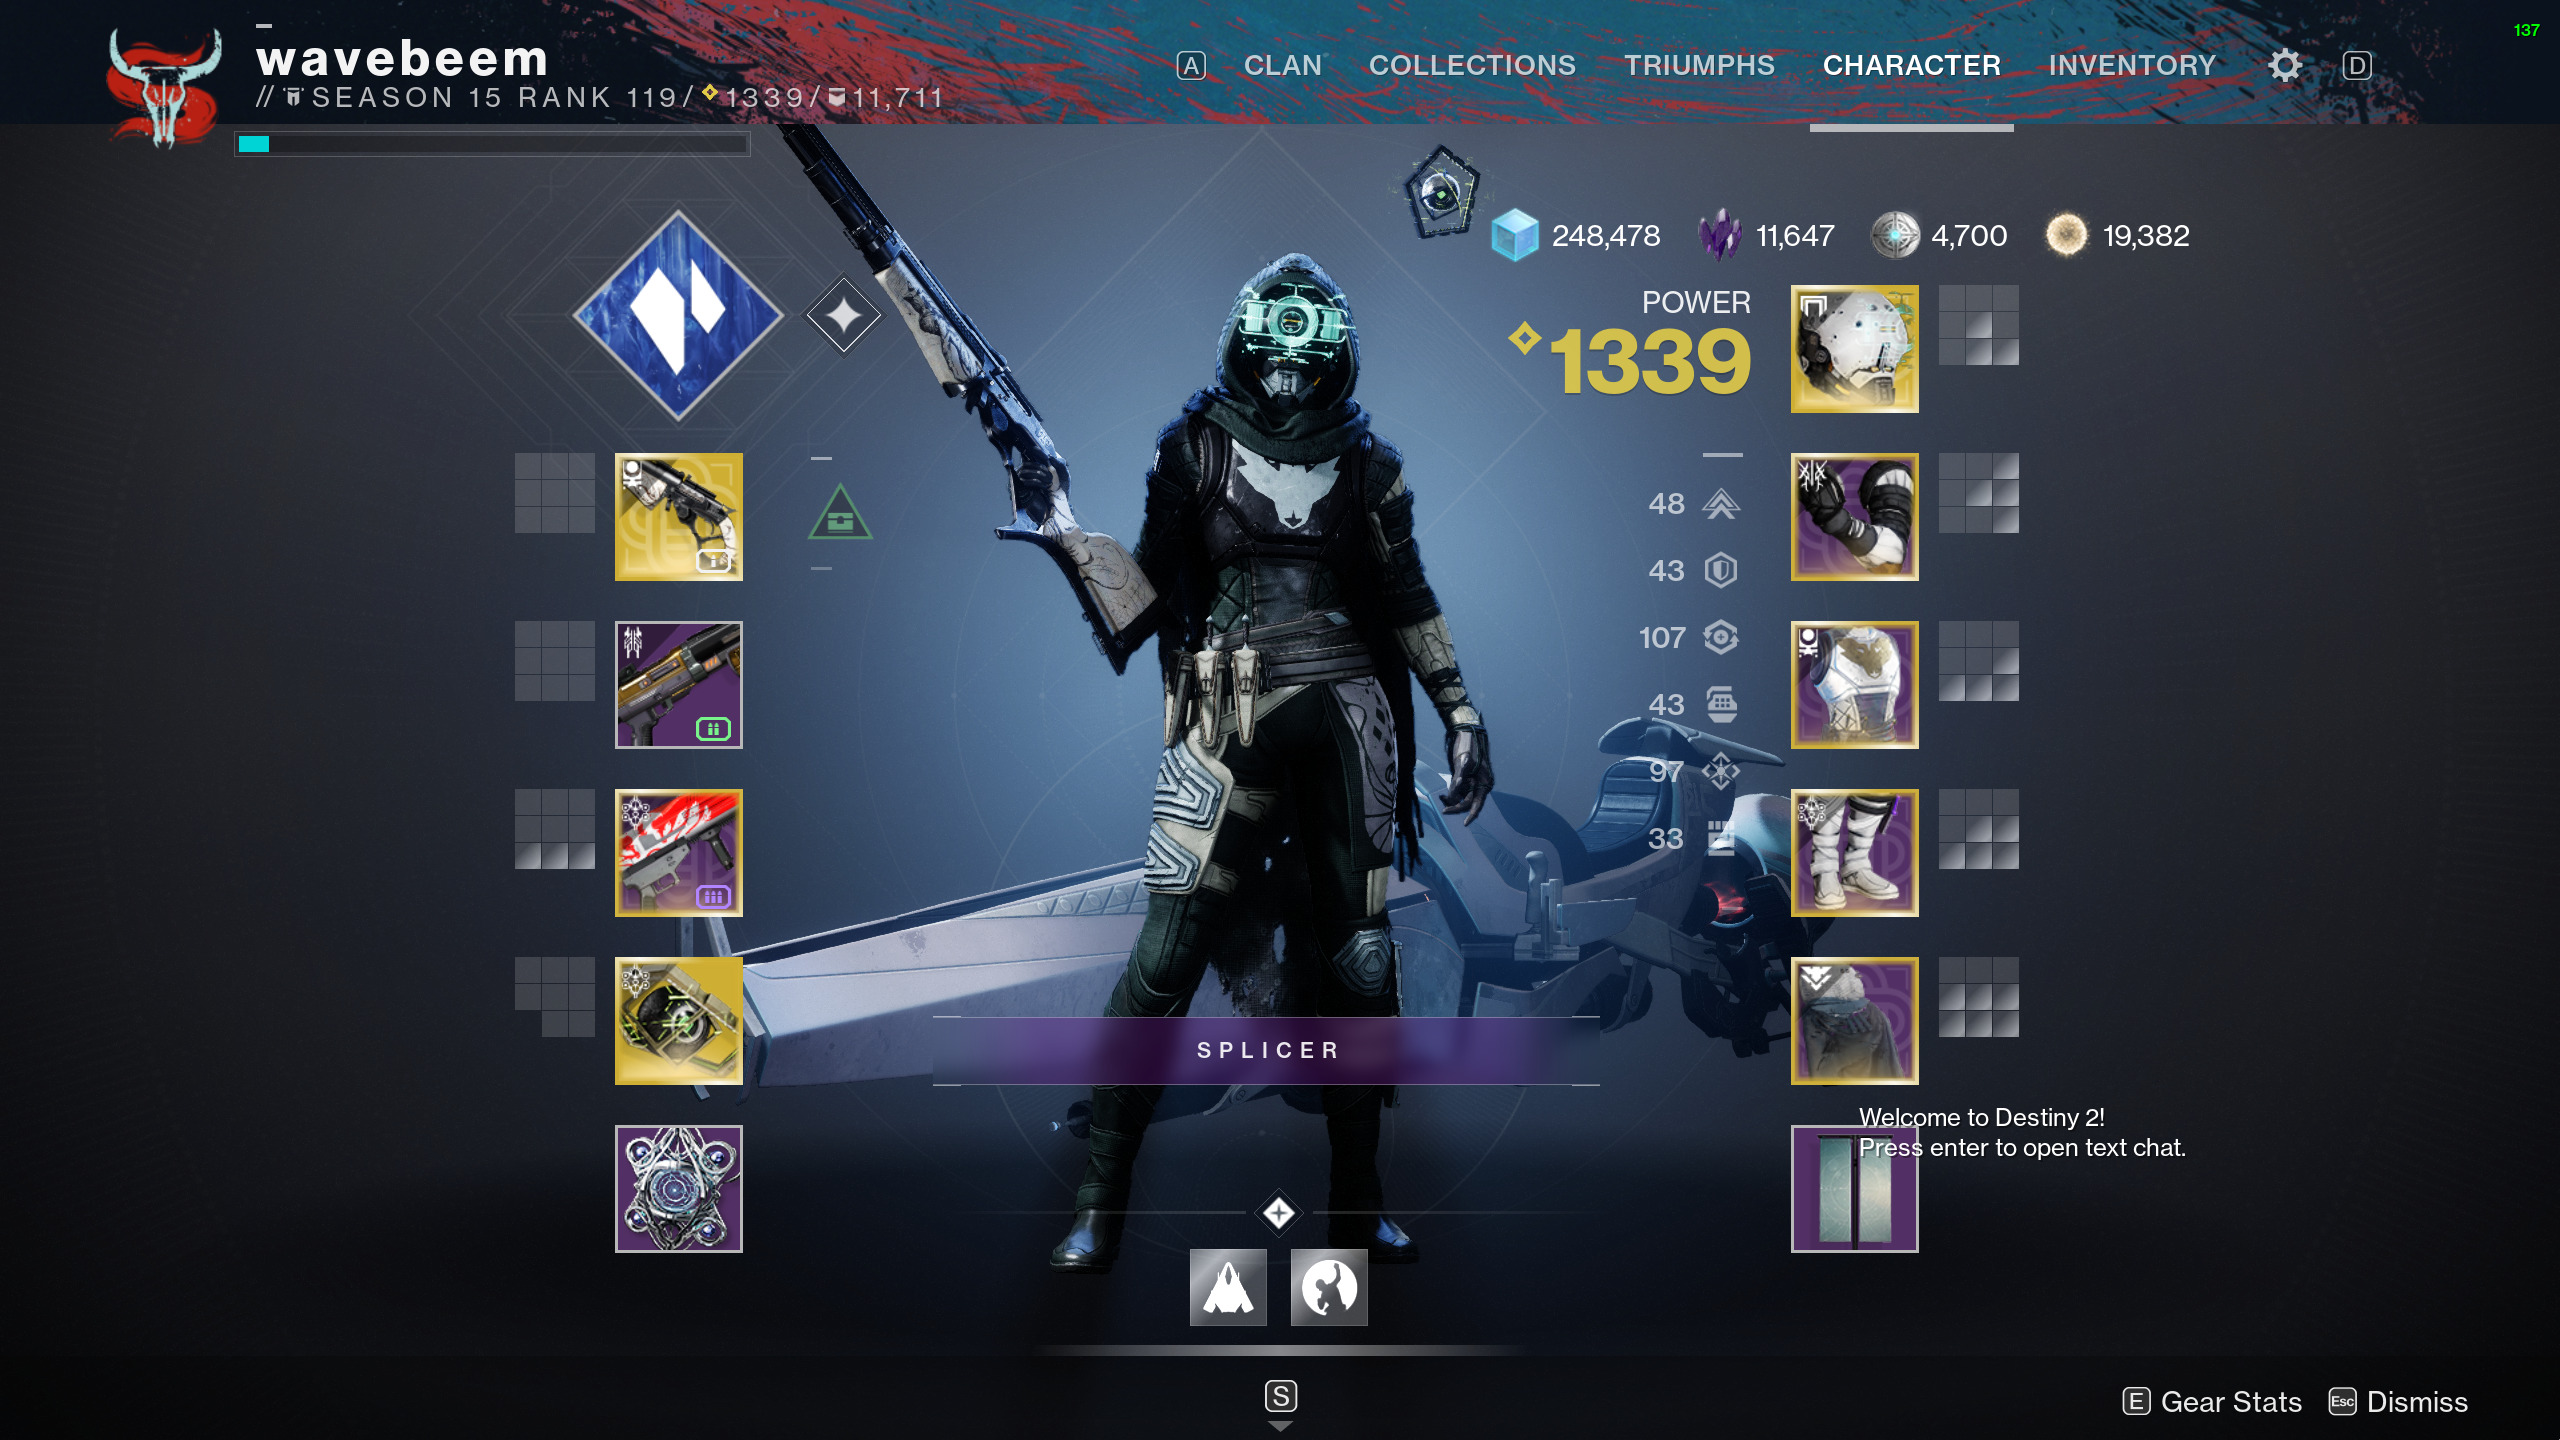 137
wavebeem
// SEASON 15 RANK 119/ 1339/ 11,711
A CLAN COLLECTIONS TRIUMPHS CHARACTER INVENTORY D
248,478 11,647 4,700 19,382
POWER
1339
48
43
107
43
97
33
SPLICER
Welcome to Destiny 2!
Press enter to open text chat.
S
E Gear Stats Esc Dismiss